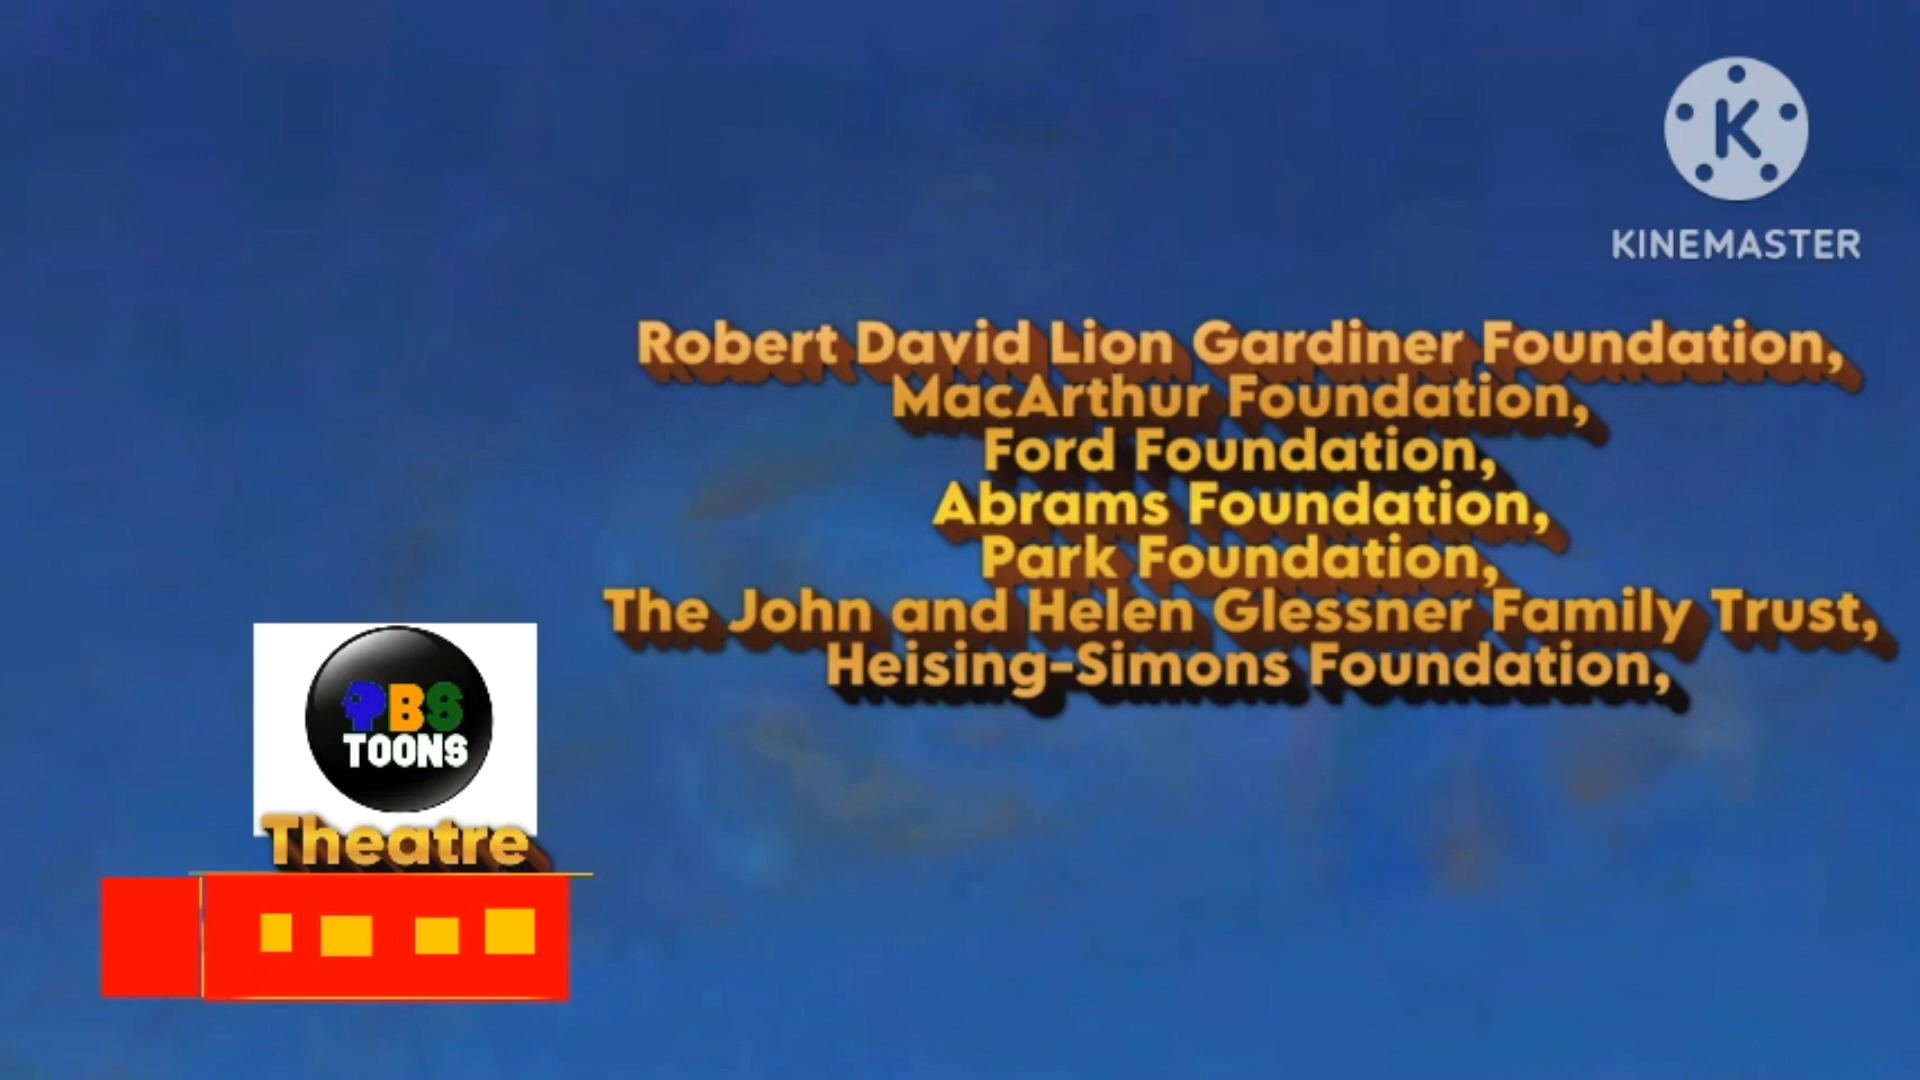 K
KINEMASTER
Robert David Lion Gardiner Foundation,
MacArthur Foundation,
Ford Foundation,
Abrams Foundation,
Park Foundation,
The John and Helen Glessner Family Trust,
Heising-Simons Foundation,
PBS
TOONS
Theatre